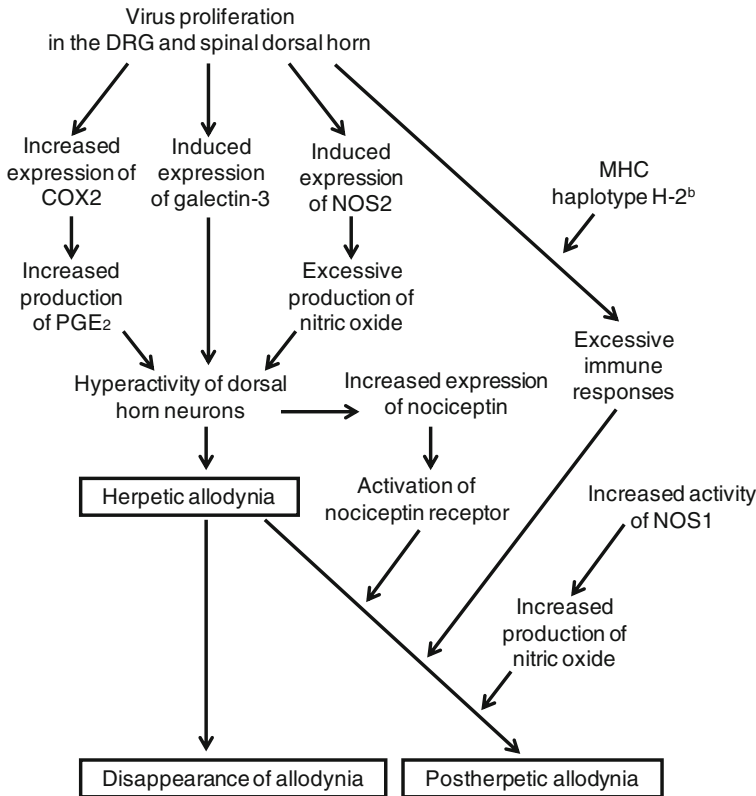 Virus proliferation
in the DRG and spinal dorsal horn
Increased
expression of
COX2
Induced
expression
of galectin-3
Induced
expression
of NOS2
MHC
haplotype H-2ᵇ
Increased
production
of PGE₂
Excessive
production of
nitric oxide
Excessive
immune
responses
Hyperactivity of dorsal
horn neurons
Increased expression
of nociceptin
Herpetic allodynia
Activation of
nociceptin receptor
Increased activity
of NOS1
Increased
production of
nitric oxide
Disappearance of allodynia
Postherpetic allodynia